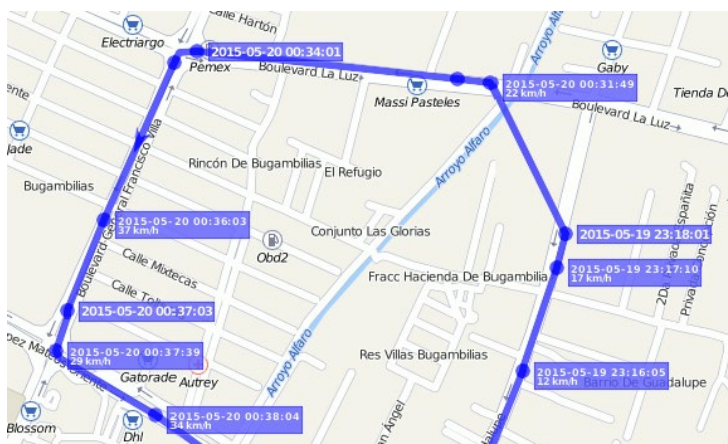 Calle Hartón
Electriargo
2015-05-20 00:34:01
Pemex
Boulevard La Luz
Massi Pasteles
Arroyo Alfaro
Gaby
2015-05-20 00:31:49
22 km/h
Tienda De
Boulevard La Luz
Jade
Rincón De Bugambilias
El Refugio
Arroyo Alfaro
Bugambilias
Boulevard General Francisco Villa
2015-05-20 00:36:03
37 km/h
Conjunto Las Glorias
2015-05-19 23:18:01
Obd2
Calle Mixtecas
Fracc Hacienda De Bugambilia
2015-05-19 23:17:10
17 km/h
2015-05-20 00:37:03
2015-05-20 00:37:39
29 km/h
Gatorade
Autrey
Arroyo Alfaro
Res Villas Bugambilias
2015-05-19 23:16:05
12 km/h
Barrio De Guadalupe
Blossom
Dhl
2015-05-20 00:38:04
34 km/h